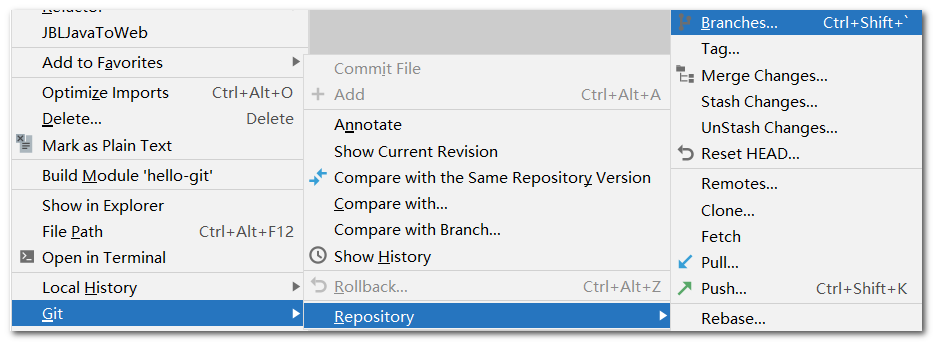 Refactor
JBLJavaToWeb
Add to Favorites
Optimize Imports Ctrl+Alt+O
Delete... Delete
Mark as Plain Text
Build Module 'hello-git'
Show in Explorer
File Path Ctrl+Alt+F12
Open in Terminal
Local History
Git
Commit File
Add Ctrl+Alt+A
Annotate
Show Current Revision
Compare with the Same Repository Version
Compare with...
Compare with Branch...
Show History
Rollback... Ctrl+Alt+Z
Repository
Branches... Ctrl+Shift+`
Tag...
Merge Changes...
Stash Changes...
UnStash Changes...
Reset HEAD...
Remotes...
Clone...
Fetch
Pull...
Push... Ctrl+Shift+K
Rebase...